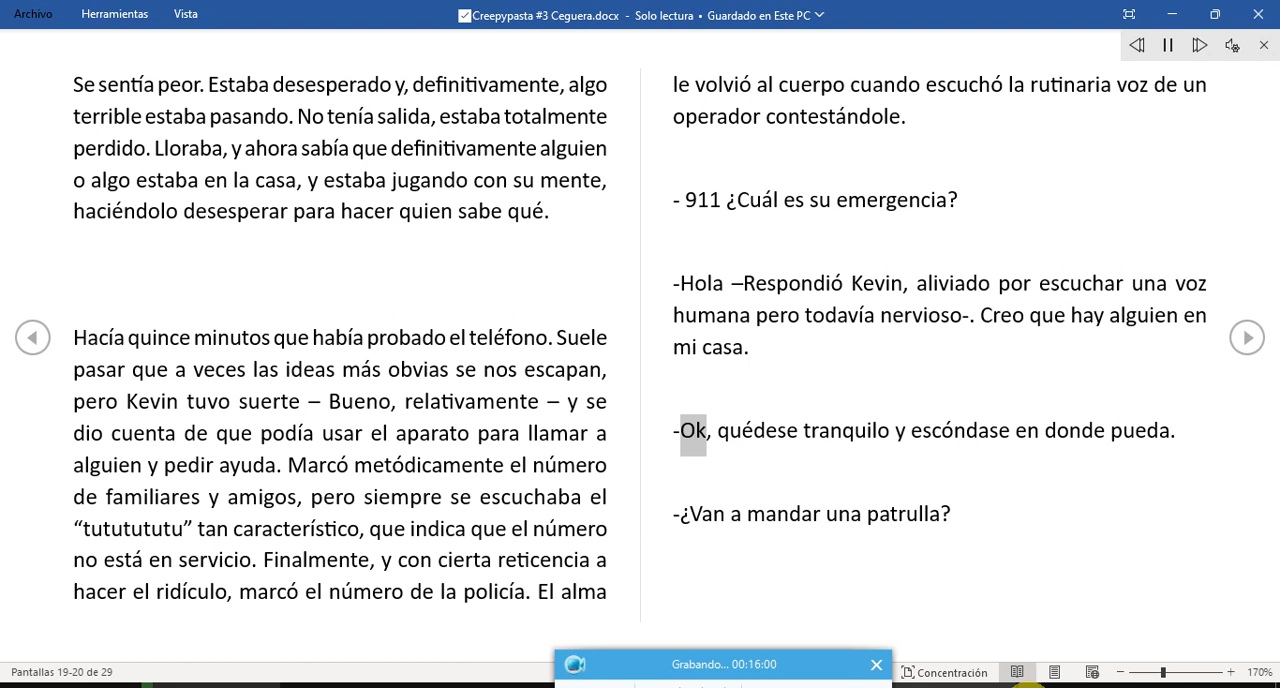 Archivo Herramientas Vista Creepypasta #3 Ceguera.docx - Solo lectura • Guardado en Este PC
Se sentía peor. Estaba desesperado y, definitivamente, algo
terrible estaba pasando. No tenía salida, estaba totalmente
perdido. Lloraba, y ahora sabía que definitivamente alguien
o algo estaba en la casa, y estaba jugando con su mente,
haciéndolo desesperar para hacer quien sabe qué.
Hacía quince minutos que había probado el teléfono. Suele
pasar que a veces las ideas más obvias se nos escapan,
pero Kevin tuvo suerte – Bueno, relativamente – y se
dio cuenta de que podía usar el aparato para llamar a
alguien y pedir ayuda. Marcó metódicamente el número
de familiares y amigos, pero siempre se escuchaba el
“tutututututu” tan característico, que indica que el número
no está en servicio. Finalmente, y con cierta reticencia a
hacer el ridículo, marcó el número de la policía. El alma
le volvió al cuerpo cuando escuchó la rutinaria voz de un
operador contestándole.
- 911 ¿Cuál es su emergencia?
-Hola –Respondió Kevin, aliviado por escuchar una voz
humana pero todavía nervioso-. Creo que hay alguien en
mi casa.
-Ok, quédese tranquilo y escóndase en donde pueda.
-¿Van a mandar una patrulla?
Pantallas 19-20 de 29
Grabando... 00:16:00
Concentración
170%